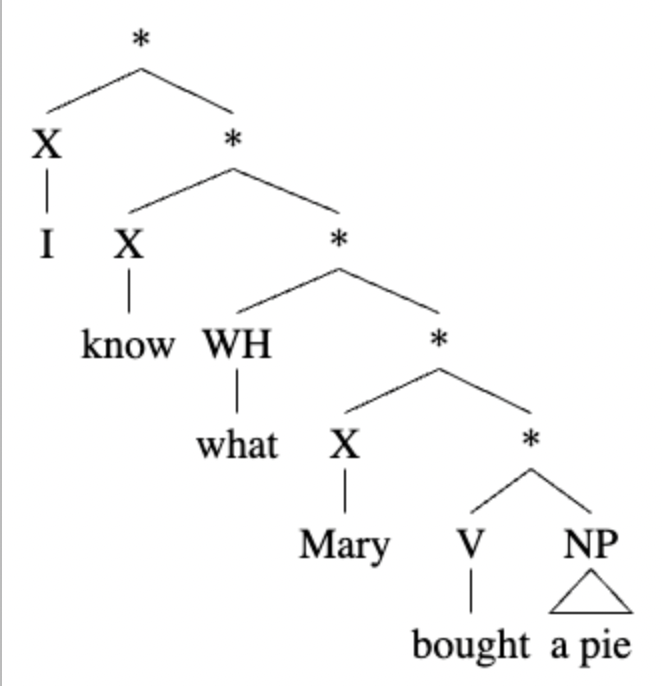 *
X *
I X *
know WH *
what X *
Mary V NP
bought a pie